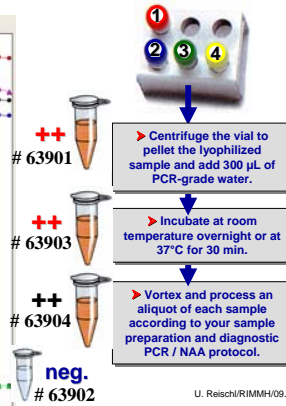 1
2
3
4
++
# 63901
++
# 63903
++
# 63904
neg.
# 63902
➤ Centrifuge the vial to
pellet the lyophilized
sample and add 300 µL of
PCR-grade water.
➤ Incubate at room
temperature overnight or at
37°C for 30 min.
➤ Vortex and process an
aliquot of each sample
according to your sample
preparation and diagnostic
PCR / NAA protocol.
U. Reischl/RIMMH/09.